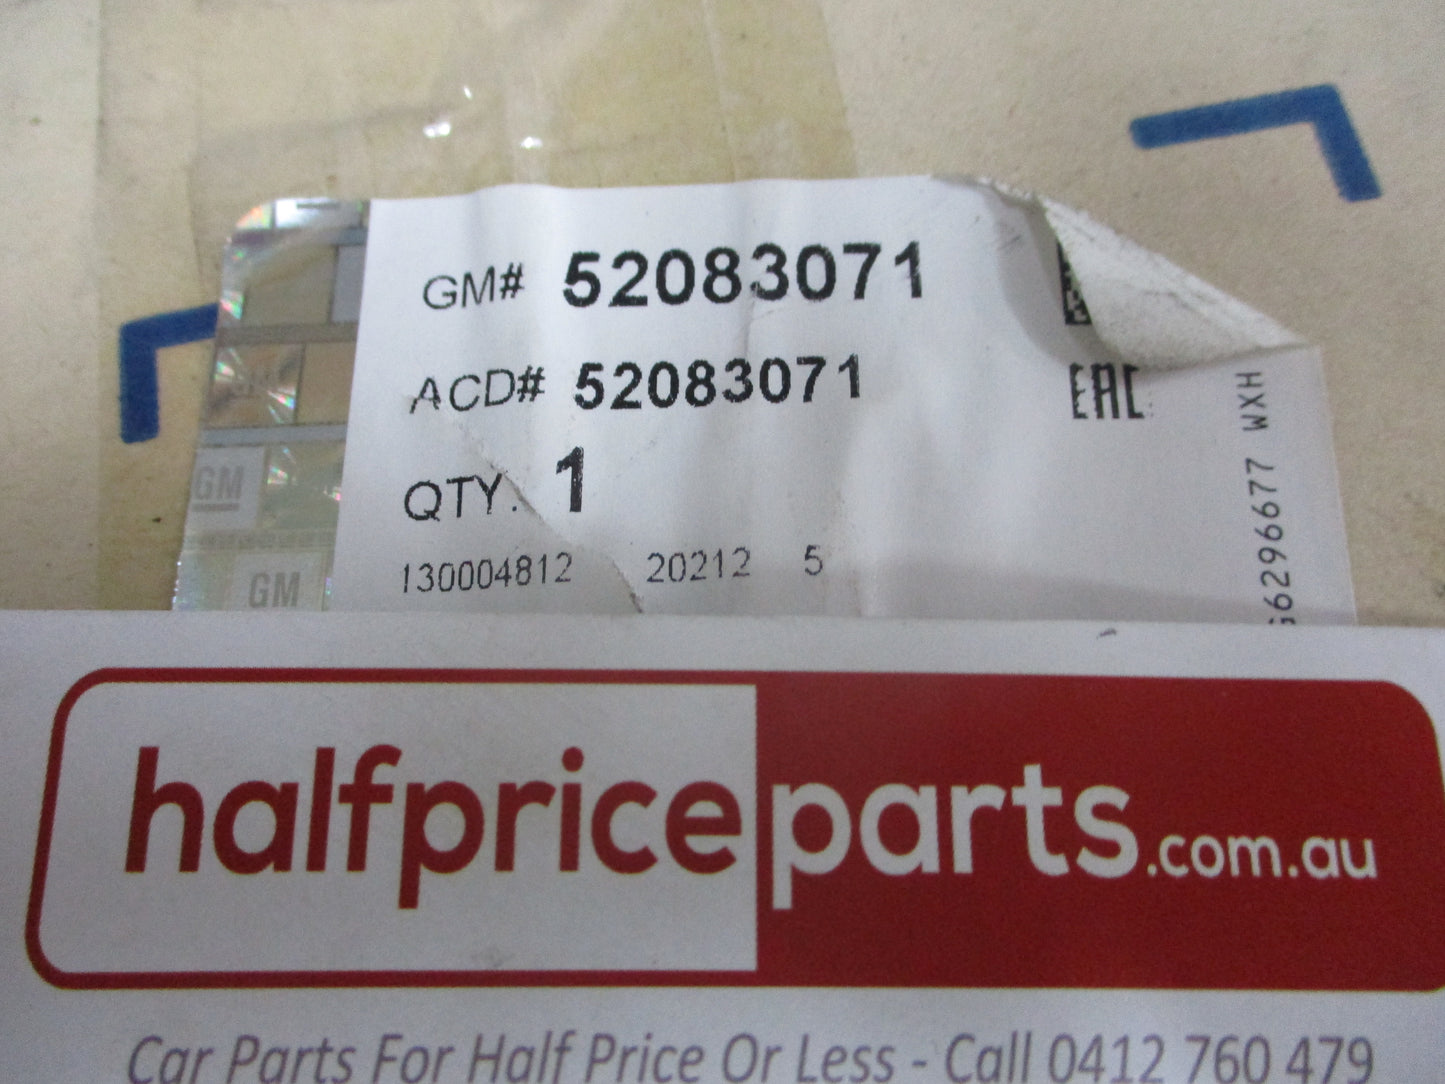 GM# 52083071
ACD# 52083071
EAC
QTY. 1
130004812 20212 5
6296677 WXH
GM
GM
halfpriceparts.com.au
Car Parts For Half Price Or Less - Call 0412 760 479